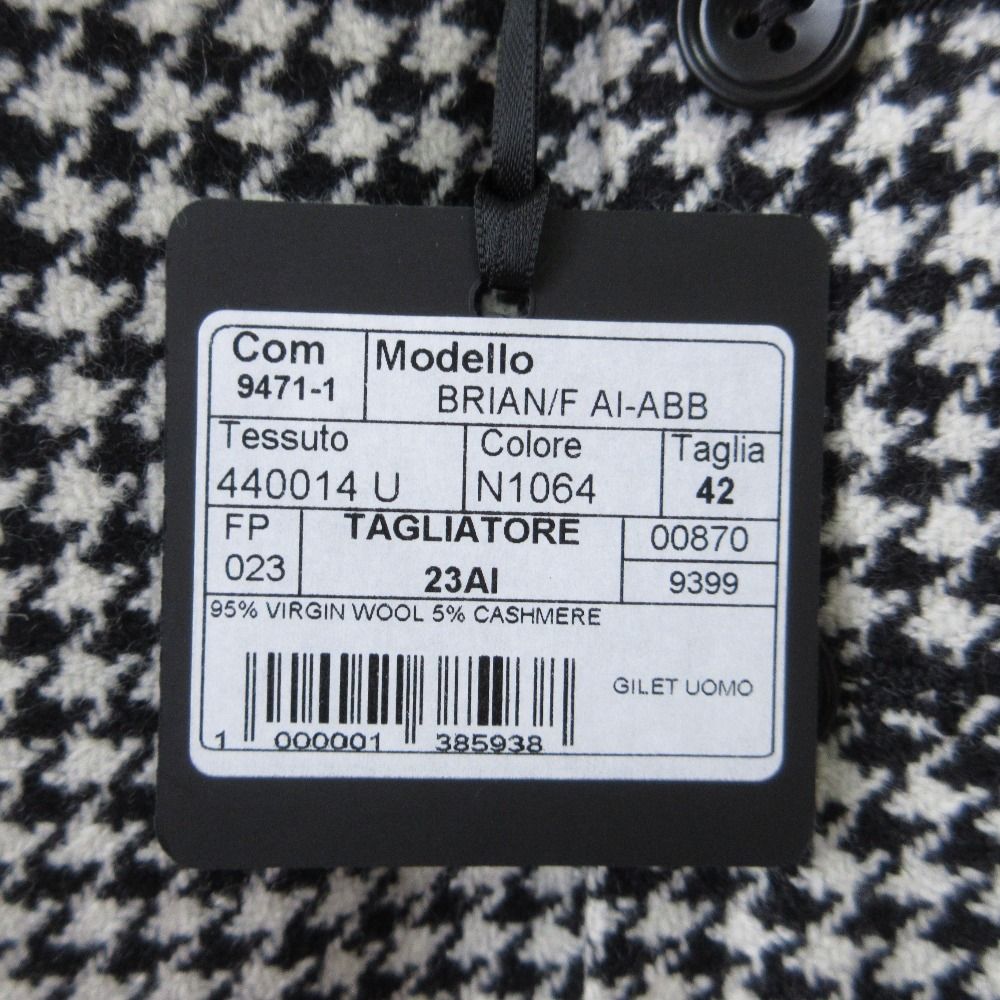 Com
9471-1
Modello
BRIAN/F AI-ABB
Tessuto
440014 U
Colore
N1064
Taglia
42
FP
023
TAGLIATORE
23AI
00870
9399
95% VIRGIN WOOL 5% CASHMERE
GILET UOMO
1 000001 385938